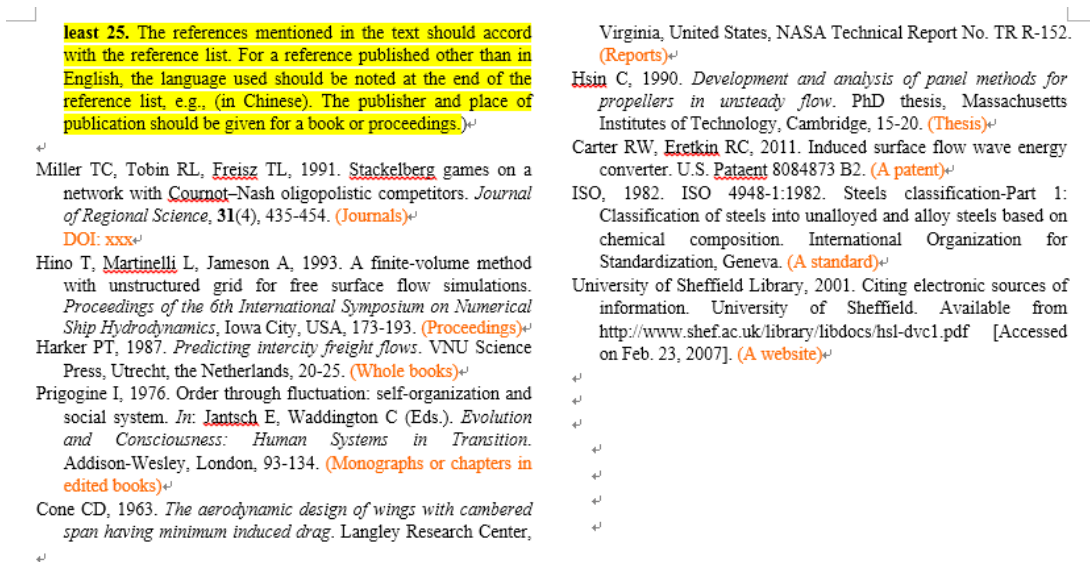 least 25. The references mentioned in the text should accord
with the reference list. For a reference published other than in
English, the language used should be noted at the end of the
reference list, e.g., (in Chinese). The publisher and place of
publication should be given for a book or proceedings.)
Miller TC, Tobin RL, Freisz TL, 1991. Stackelberg games on a
network with Cournot–Nash oligopolistic competitors. Journal
of Regional Science, 31(4), 435-454. (Journals)
DOI: xxx
Hino T, Martinelli L, Jameson A, 1993. A finite-volume method
with unstructured grid for free surface flow simulations.
Proceedings of the 6th International Symposium on Numerical
Ship Hydrodynamics, Iowa City, USA, 173-193. (Proceedings)
Harker PT, 1987. Predicting intercity freight flows. VNU Science
Press, Utrecht, the Netherlands, 20-25. (Whole books)
Prigogine I, 1976. Order through fluctuation: self-organization and
social system. In: Jantsch E, Waddington C (Eds.). Evolution
and Consciousness: Human Systems in Transition.
Addison-Wesley, London, 93-134. (Monographs or chapters in
edited books)
Cone CD, 1963. The aerodynamic design of wings with cambered
span having minimum induced drag. Langley Research Center,
Virginia, United States, NASA Technical Report No. TR R-152.
(Reports)
Hsin C, 1990. Development and analysis of panel methods for
propellers in unsteady flow. PhD thesis, Massachusetts
Institutes of Technology, Cambridge, 15-20. (Thesis)
Carter RW, Eretkin RC, 2011. Induced surface flow wave energy
converter. U.S. Pataent 8084873 B2. (A patent)
ISO, 1982. ISO 4948-1:1982. Steels classification-Part 1:
Classification of steels into unalloyed and alloy steels based on
chemical composition. International Organization for
Standardization, Geneva. (A standard)
University of Sheffield Library, 2001. Citing electronic sources of
information. University of Sheffield. Available from
http://www.shef.ac.uk/library/libdocs/hsl-dvc1.pdf [Accessed
on Feb. 23, 2007]. (A website)